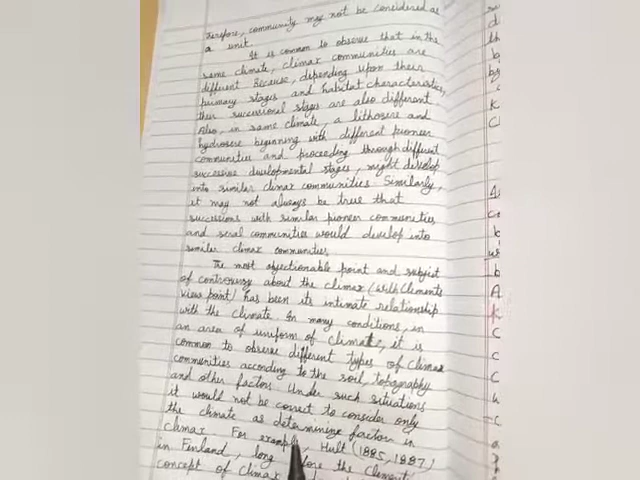 Therefore, community may not be considered as
a unit.
It is common to observe that in the
same climate, climax communities are
different Because, depending upon their
primary stages and habitat characteristics,
their successional stages are also different.
Also, in same climate, a lithosere and
hydrosere beginning with different pioneer
communities and proceeding through different
successive developmental stages, might develop
into similar climax communities Similarly,
it may not always be true that
successions with similar pioneer communities
and seral communities would develop into
similar climax communities.
The most objectionable point and subject
of controversy about the climax (with Clements
view point) has been its intimate relationship
with the climate In many conditions, in
an area of uniform of climate, it is
common to observe different types of climax
communities according to the soil, topography
and other factors Under such situations
it would not be correct to consider only
the climate as determining factor in
climax For example, Hult (1885, 1887)
in Finland, long the Clement
concept of Climax